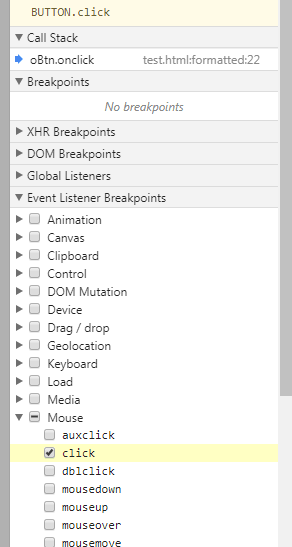 BUTTON.click
Call Stack
oBtn.onclick test.html:formatted:22
Breakpoints
No breakpoints
XHR Breakpoints
DOM Breakpoints
Global Listeners
Event Listener Breakpoints
Animation
Canvas
Clipboard
Control
DOM Mutation
Device
Drag / drop
Geolocation
Keyboard
Load
Media
Mouse
auxclick
click
dblclick
mousedown
mouseup
mouseover
mousemove